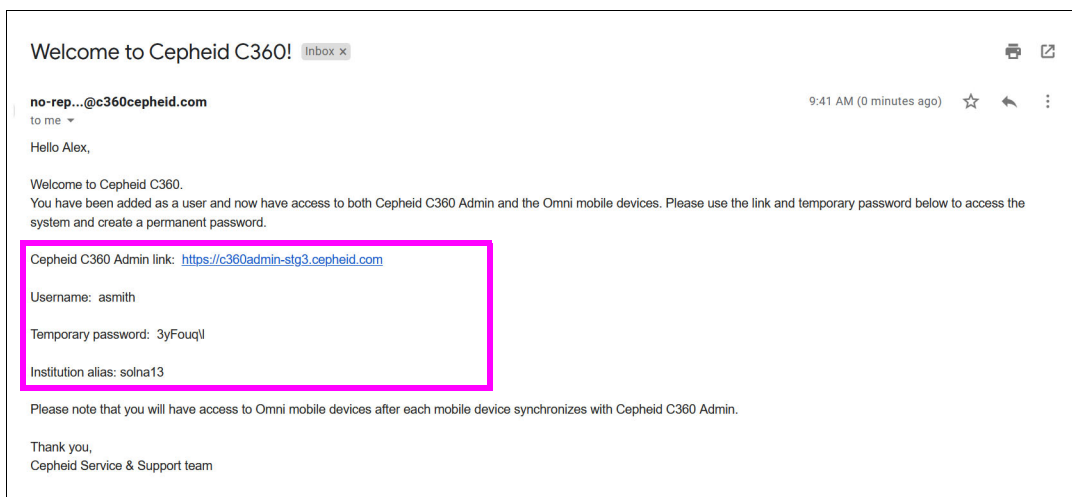 Welcome to Cepheid C360! Inbox x
no-rep...@c360cepheid.com 9:41 AM (0 minutes ago)
to me
Hello Alex,
Welcome to Cepheid C360.
You have been added as a user and now have access to both Cepheid C360 Admin and the Omni mobile devices. Please use the link and temporary password below to access the
system and create a permanent password.
Cepheid C360 Admin link: https://c360admin-stg3.cepheid.com
Username: asmith
Temporary password: 3yFouq\l
Institution alias: solna13
Please note that you will have access to Omni mobile devices after each mobile device synchronizes with Cepheid C360 Admin.
Thank you,
Cepheid Service & Support team